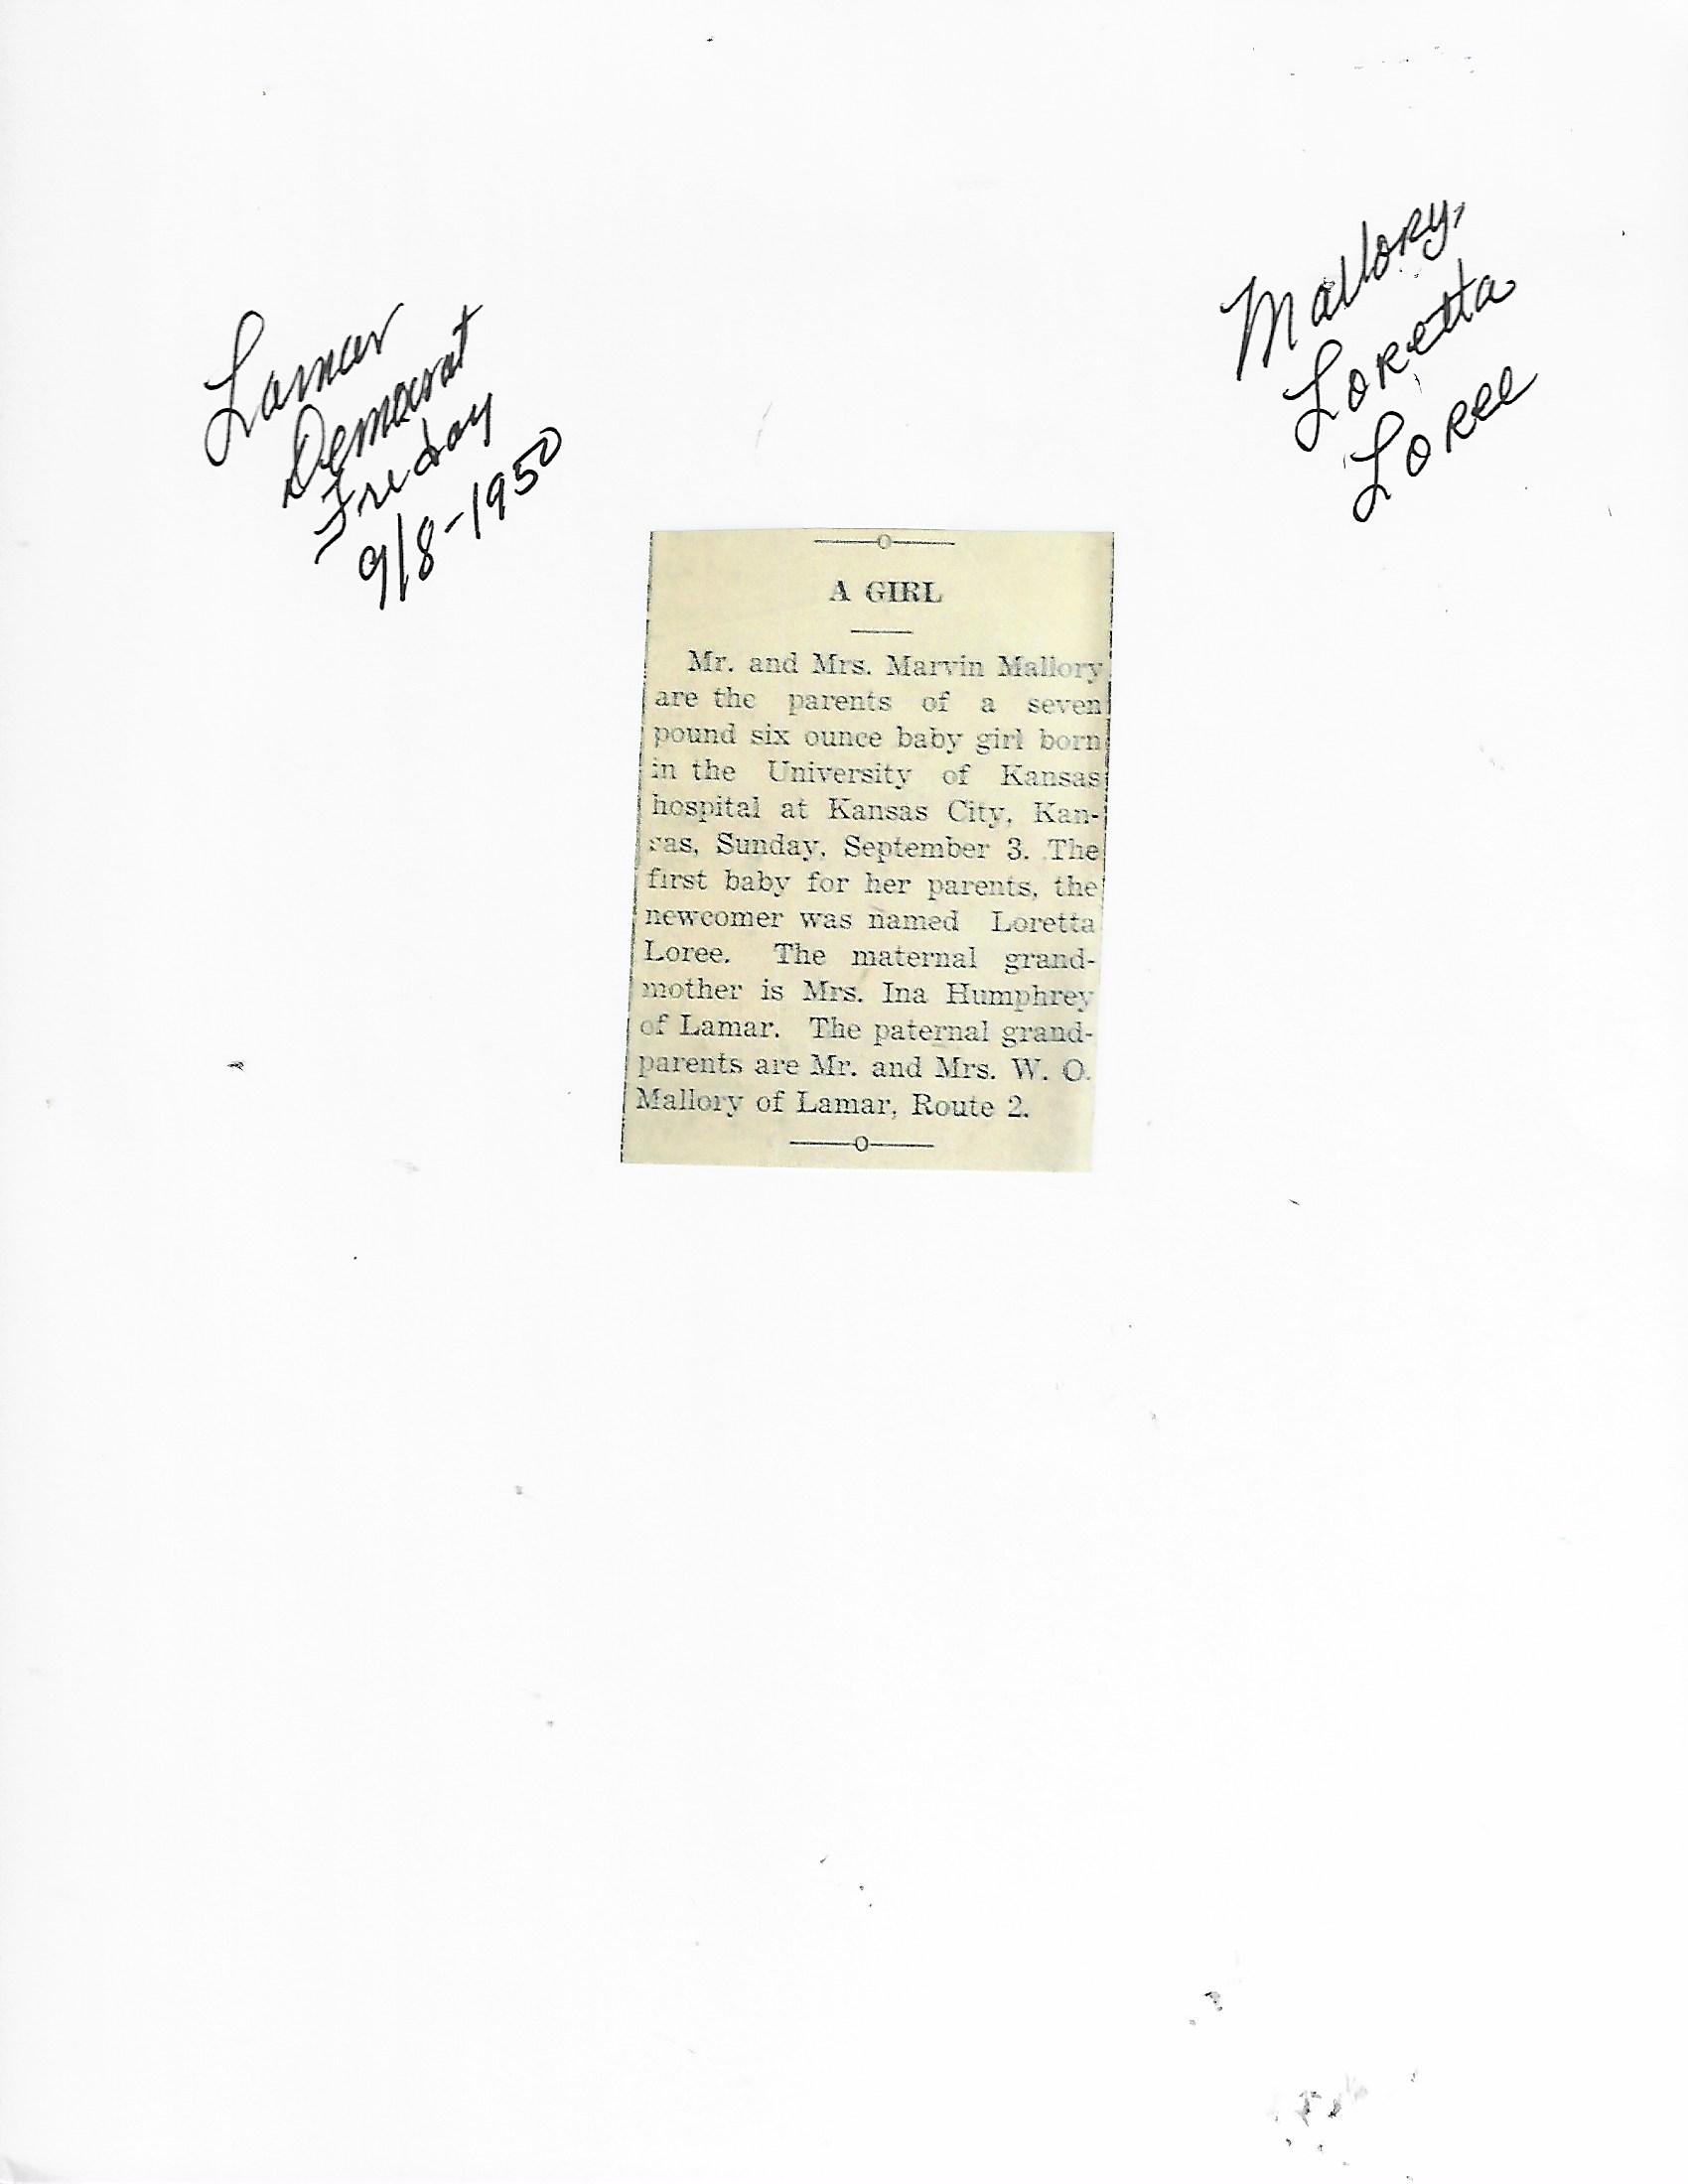 Lamar
Democrat
Friday
9/8-1950
Mallory,
Loretta
Loree
A GIRL
Mr. and Mrs. Marvin Mallory
are the parents of a seven
pound six ounce baby girl born
in the University of Kansas
hospital at Kansas City, Kan-
sas, Sunday, September 3. The
first baby for her parents, the
newcomer was named Loretta
Loree. The maternal grand-
mother is Mrs. Ina Humphrey
of Lamar. The paternal grand-
parents are Mr. and Mrs. W. O.
Mallory of Lamar, Route 2.